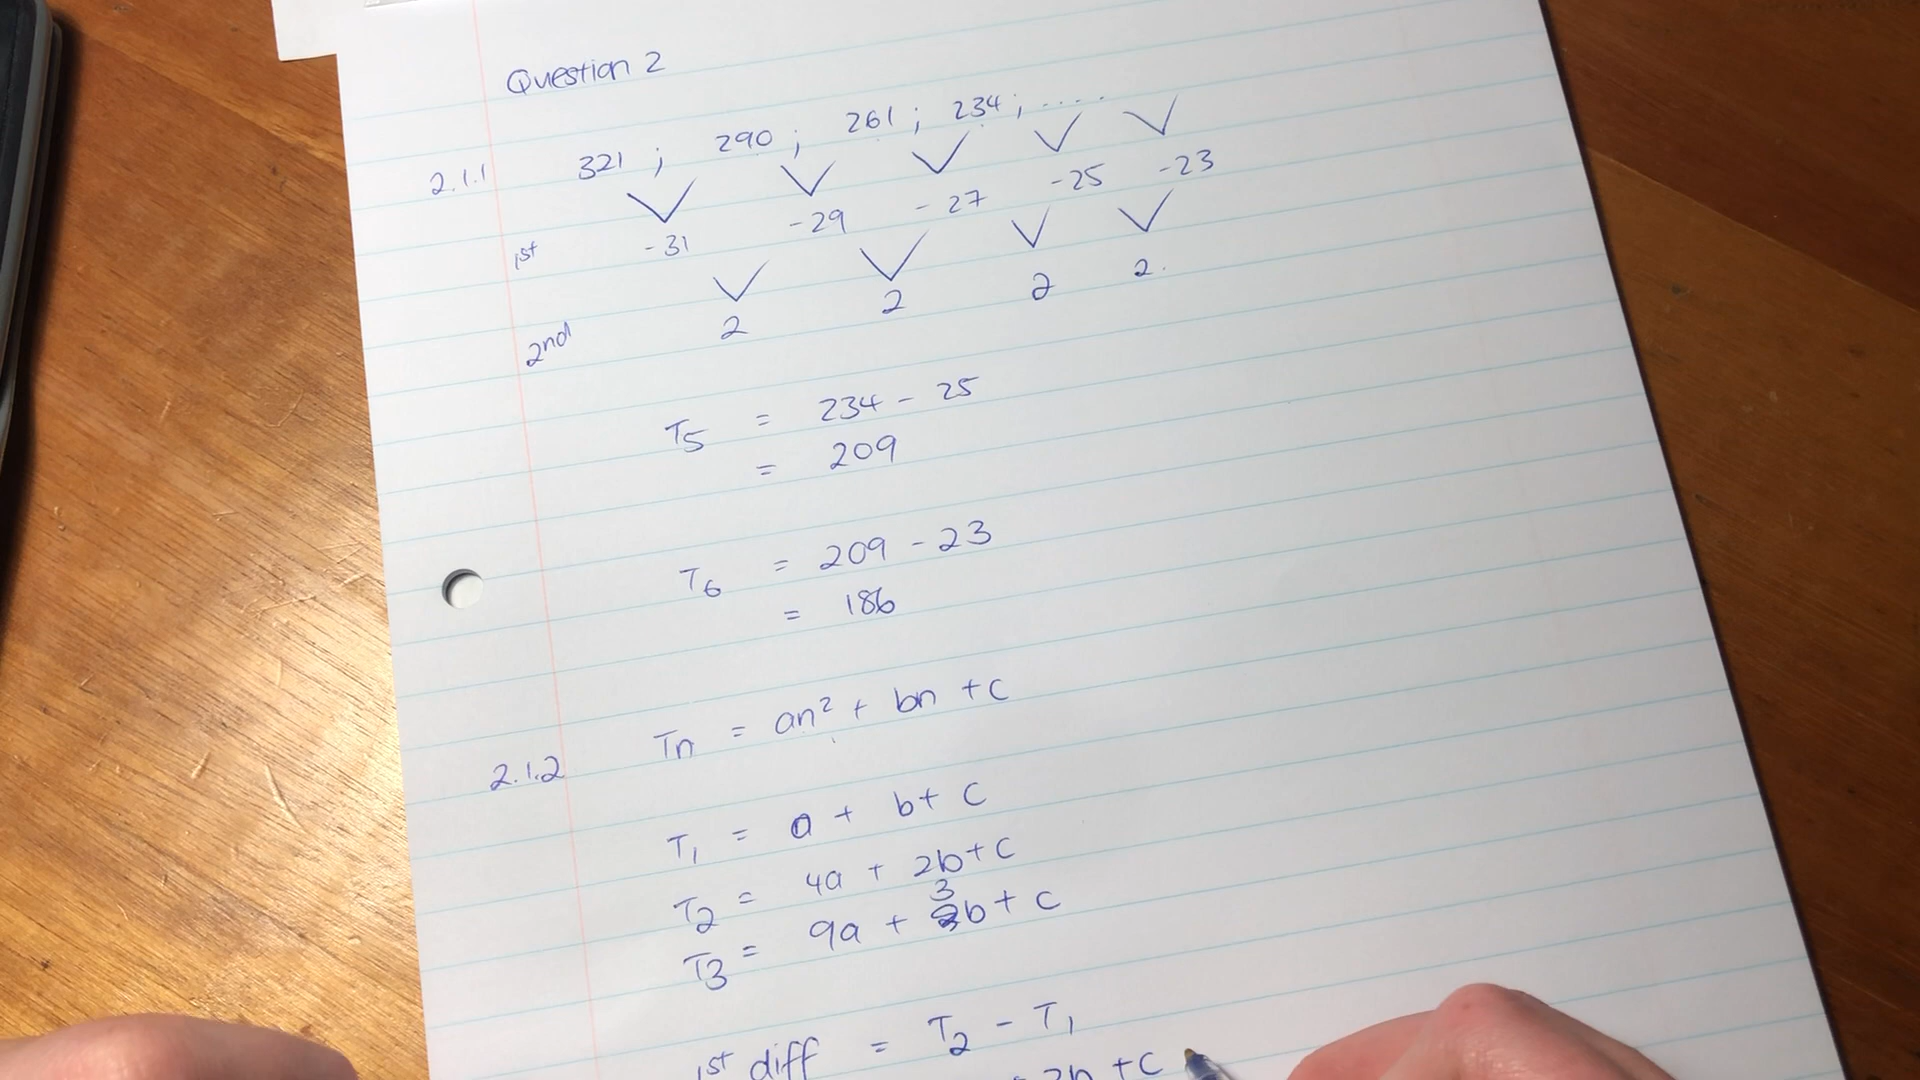 Question 2
2.1.1 321 ; 290 ; 261 ; 234 ; ....
1st -31 -29 -27 -25 -23
2nd 2 2 2 2
T5 = 234 - 25
= 209
T6 = 209 - 23
= 186
2.1.2 Tn = an² + bn + c
T1 = a + b + c
T2 = 4a + 2b + c
T3 = 9a + 3b + c
1st diff = T2 - T1
2b + c